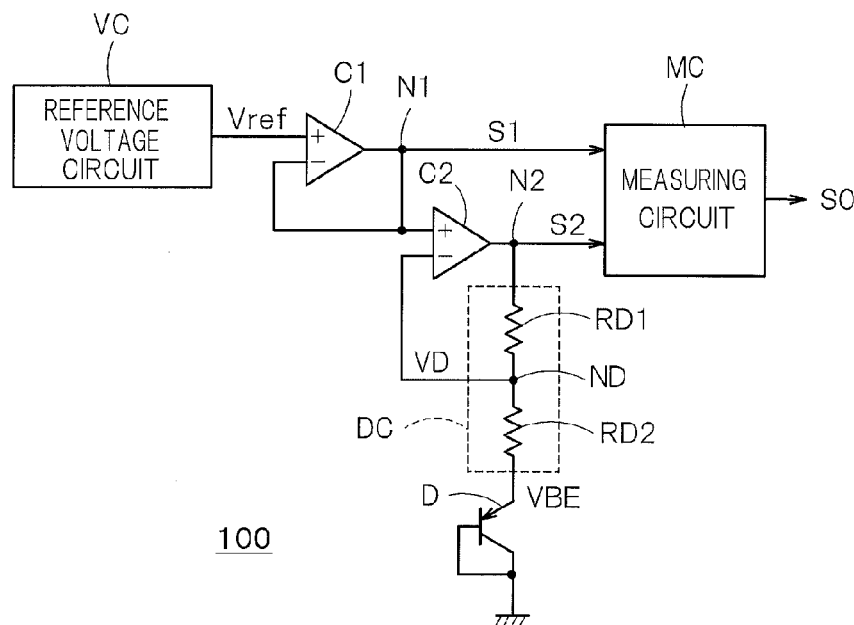 VC
REFERENCE
VOLTAGE
CIRCUIT
Vref
C1
N1
S1
MC
MEASURING
CIRCUIT
SO
C2
N2
S2
+
−
+
−
RD1
VD
ND
DC
RD2
D
VBE
100